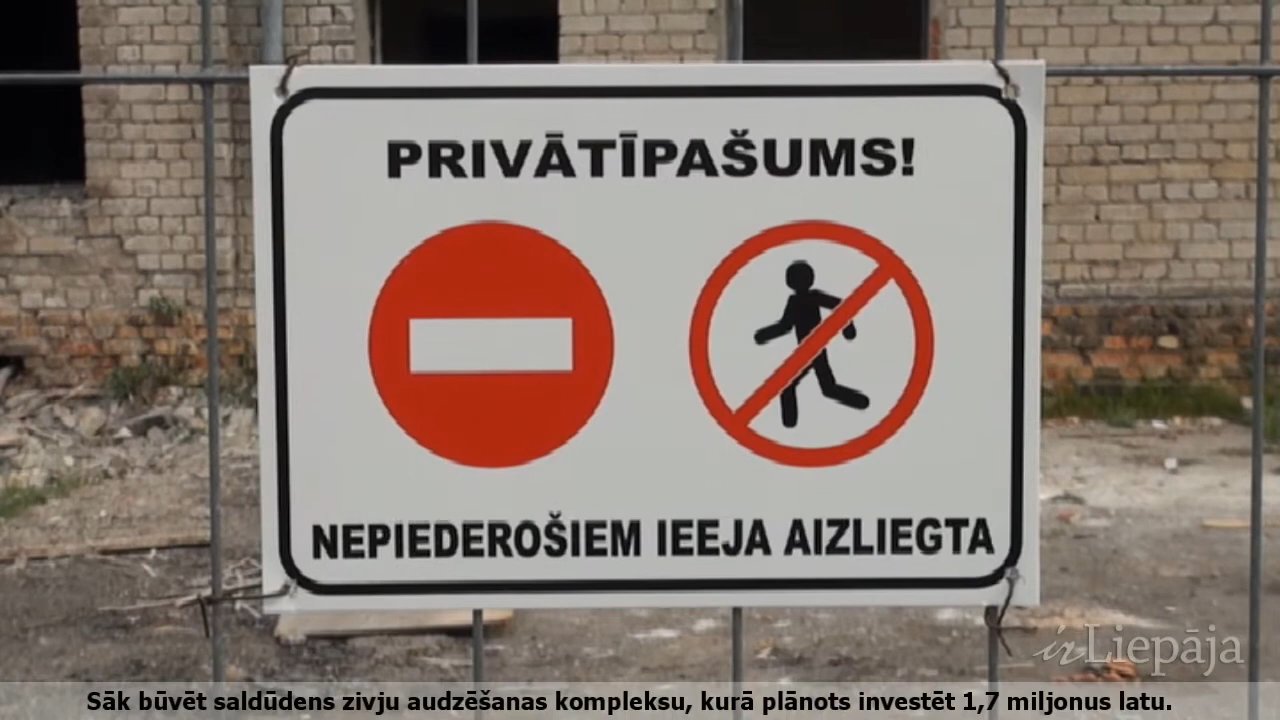 PRIVĀTĪPAŠUMS!
NEPIEDEROŠIEM IEEJA AIZLIEGTA
irLiepāja
Sāk būvēt saldūdens zivju audzēšanas kompleksu, kurā plānots investēt 1,7 miljonus latu.